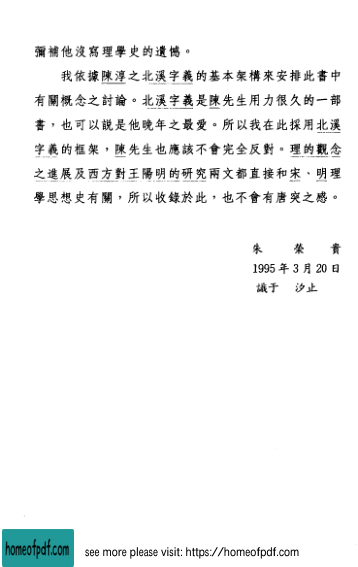 彌補他沒寫理學史的遺憾。
我依據陳淳之北溪字義的基本架構來安排此書中
有關概念之討論。北溪字義是陳先生用力很久的一部
書，也可以說是他晚年之最愛。所以我在此採用北溪
字義的框架，陳先生也應該不會完全反對。理的觀念
之進展及西方對王陽明的研究兩文都直接和宋、明理
學思想史有關，所以收錄於此，也不會有唐突之感。
朱　榮　貴
1995年3月20日
識于　汐止
homeofpdf.com
see more please visit: https://homeofpdf.com